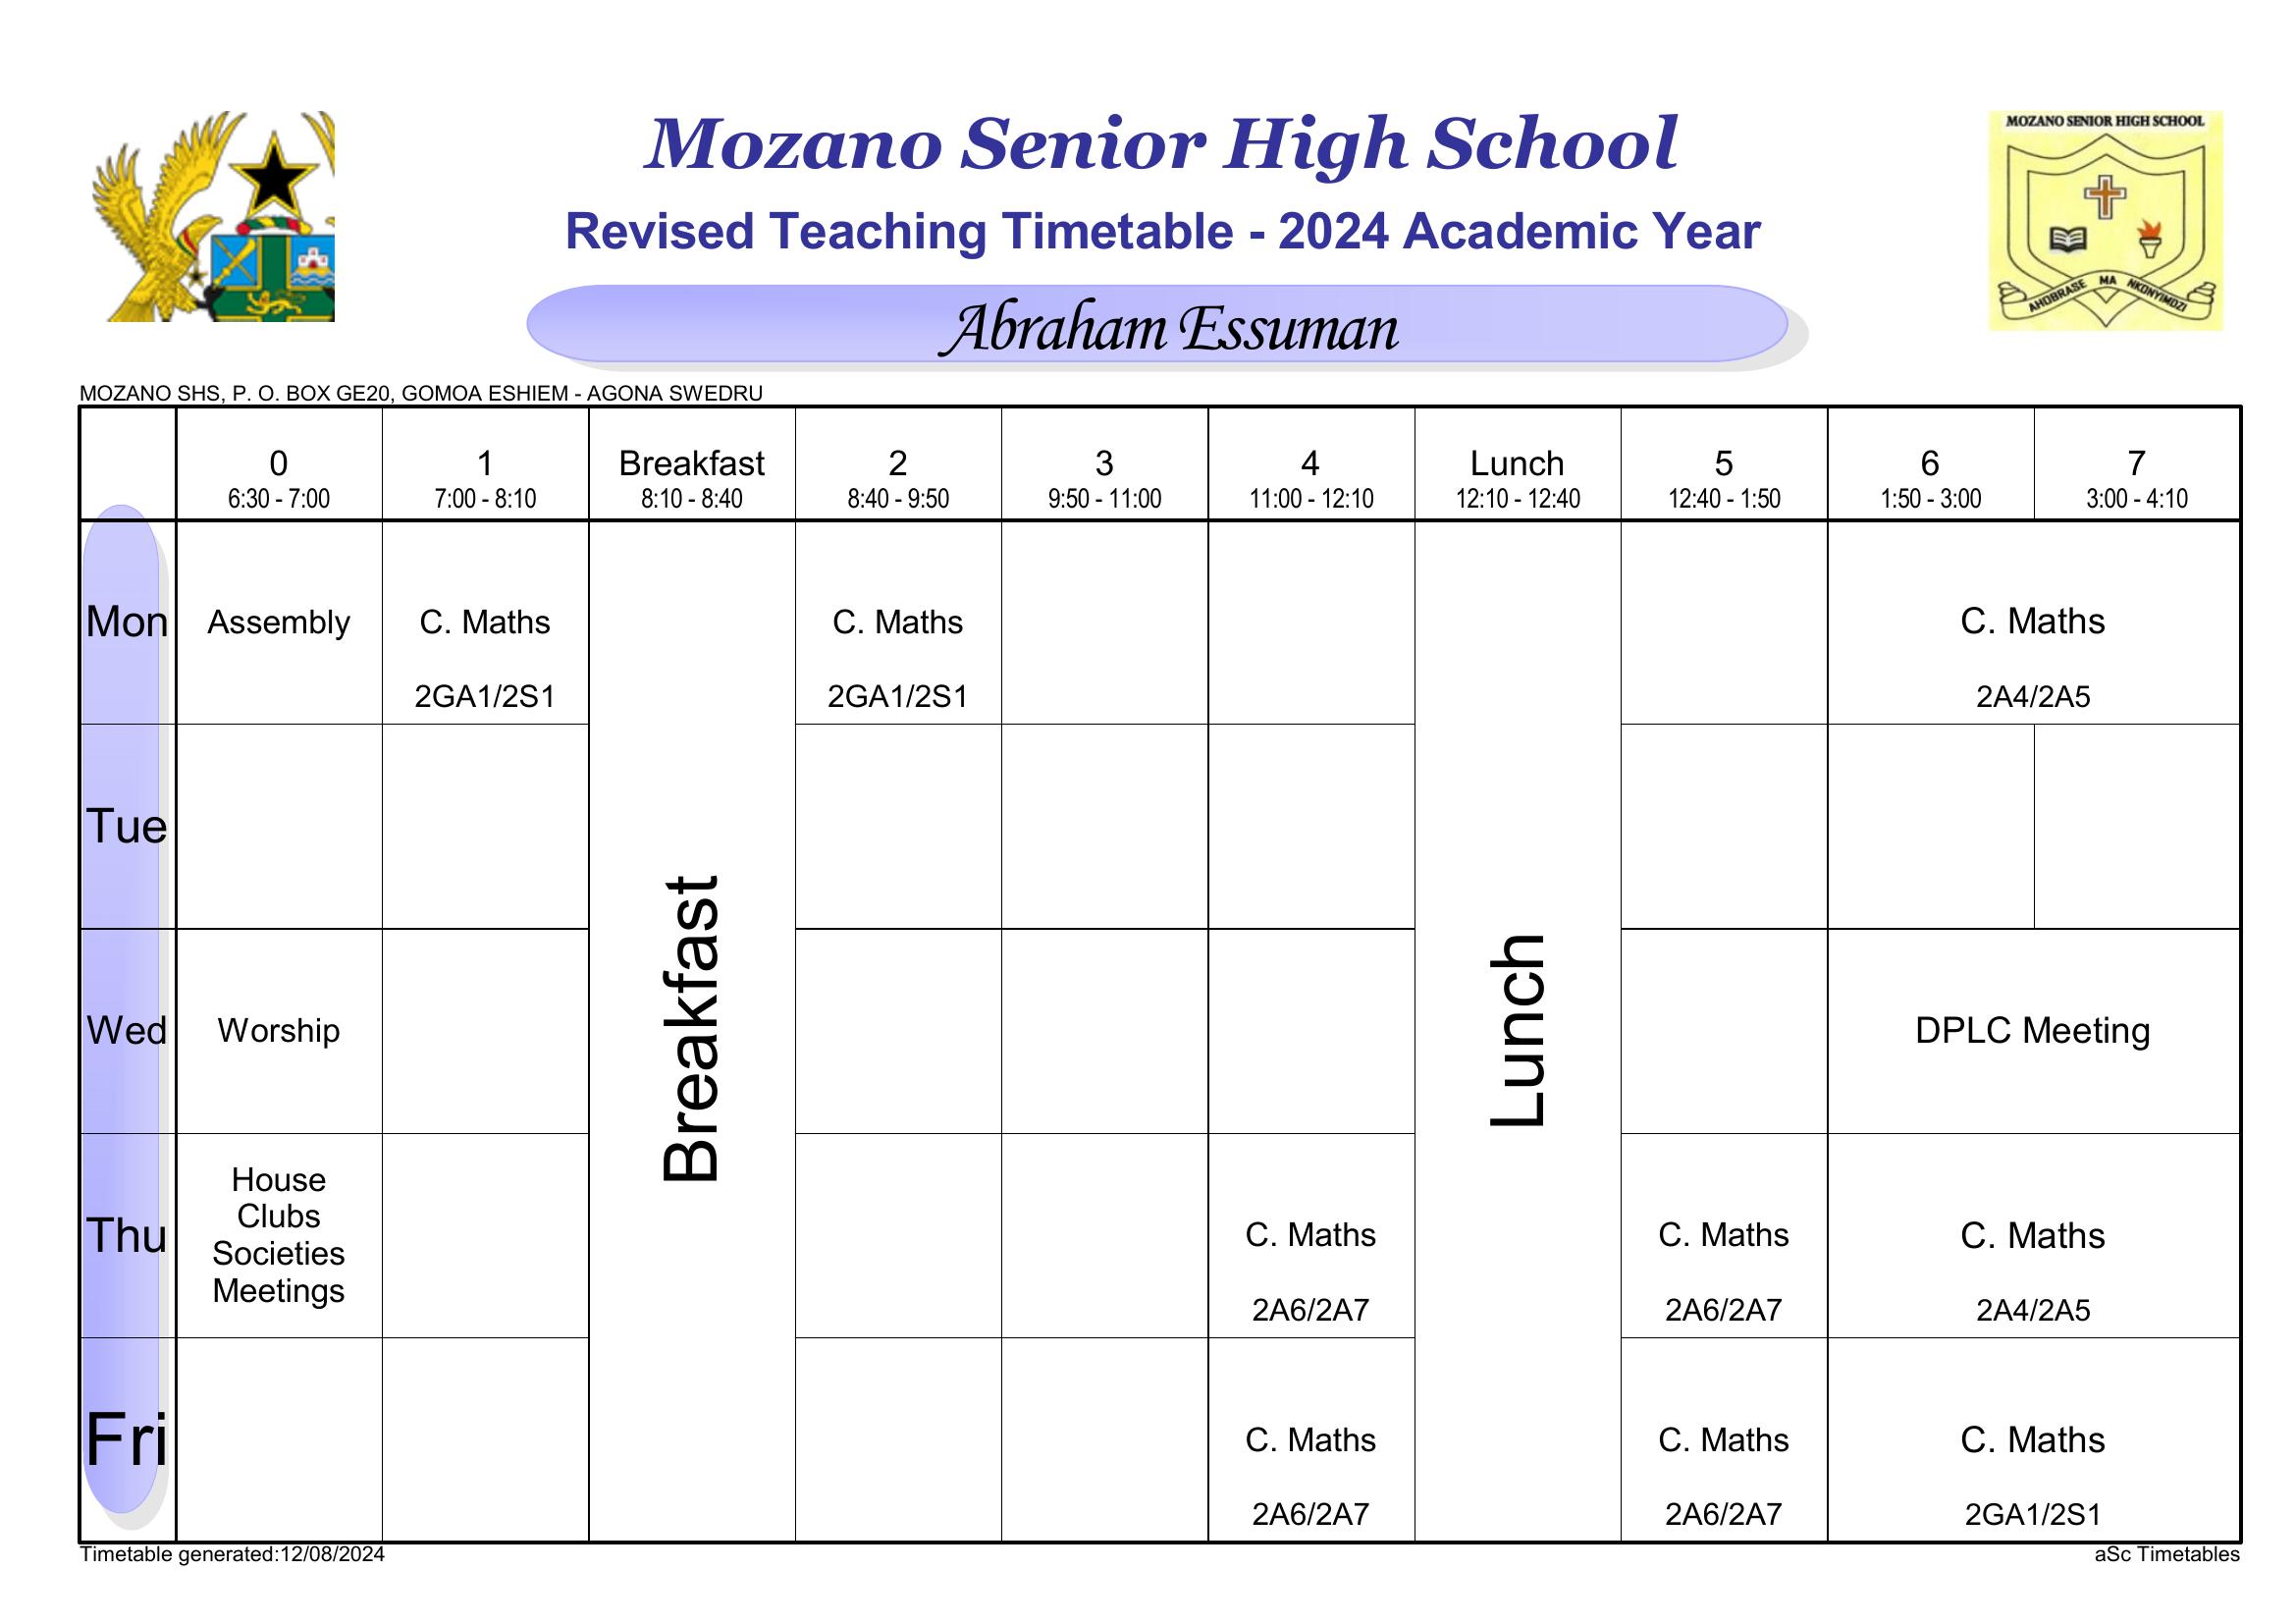 MOZANO SENIOR HIGH SCHOOL
AHOBRASE MA NKONYIMDZI
Mozano Senior High School
Revised Teaching Timetable - 2024 Academic Year
Abraham Essuman
MOZANO SHS, P. O. BOX GE20, GOMOA ESHIEM - AGONA SWEDRU
0 1 Breakfast 2 3 4 Lunch 5 6 7
6:30 - 7:00 7:00 - 8:10 8:10 - 8:40 8:40 - 9:50 9:50 - 11:00 11:00 - 12:10 12:10 - 12:40 12:40 - 1:50 1:50 - 3:00 3:00 - 4:10
Mon Assembly C. Maths C. Maths C. Maths
2GA1/2S1 2GA1/2S1 2A4/2A5
Tue
Breakfast
Lunch
Wed Worship DPLC Meeting
House
Clubs
Thu Societies C. Maths C. Maths C. Maths
Meetings
2A6/2A7 2A6/2A7 2A4/2A5
Fri C. Maths C. Maths C. Maths
2A6/2A7 2A6/2A7 2GA1/2S1
Timetable generated:12/08/2024 aSc Timetables